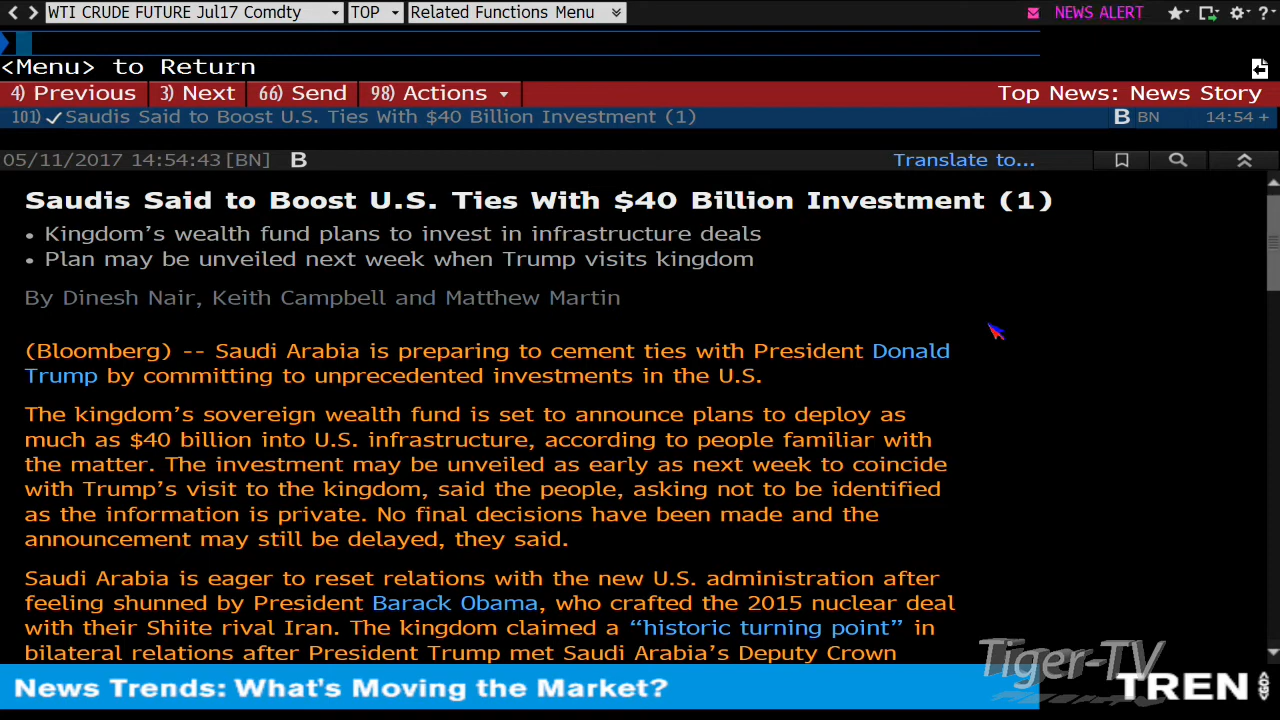 WTI CRUDE FUTURE Jul17 Comdty TOP Related Functions Menu NEWS ALERT
<Menu> to Return
4) Previous 3) Next 66) Send 98) Actions Top News: News Story
101) Saudis Said to Boost U.S. Ties With $40 Billion Investment (1) B BN 14:54 +
05/11/2017 14:54:43 [BN] B Translate to...
Saudis Said to Boost U.S. Ties With $40 Billion Investment (1)
• Kingdom's wealth fund plans to invest in infrastructure deals
• Plan may be unveiled next week when Trump visits kingdom
By Dinesh Nair, Keith Campbell and Matthew Martin
(Bloomberg) -- Saudi Arabia is preparing to cement ties with President Donald
Trump by committing to unprecedented investments in the U.S.
The kingdom's sovereign wealth fund is set to announce plans to deploy as
much as $40 billion into U.S. infrastructure, according to people familiar with
the matter. The investment may be unveiled as early as next week to coincide
with Trump's visit to the kingdom, said the people, asking not to be identified
as the information is private. No final decisions have been made and the
announcement may still be delayed, they said.
Saudi Arabia is eager to reset relations with the new U.S. administration after
feeling shunned by President Barack Obama, who crafted the 2015 nuclear deal
with their Shiite rival Iran. The kingdom claimed a “historic turning point” in
bilateral relations after President Trump met Saudi Arabia's Deputy Crown
Tiger-TV
News Trends: What's Moving the Market? TREN <GO>